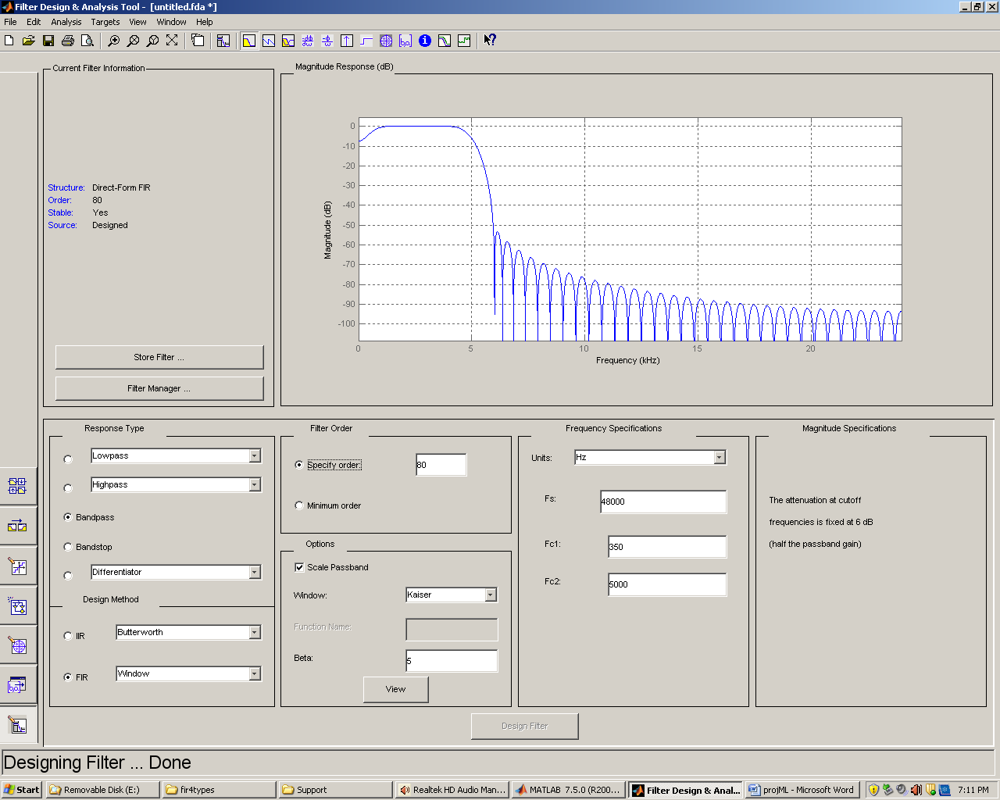 Filter Design & Analysis Tool - [untitled.fda *]
File Edit Analysis Targets View Window Help
Current Filter Information
Structure: Direct-Form FIR
Order: 80
Stable: Yes
Source: Designed
Store Filter ...
Filter Manager ...
Magnitude Response (dB)
0
-10
-20
-30
-40
-50
-60
-70
-80
-90
-100
Magnitude (dB)
0 5 10 15 20
Frequency (kHz)
Response Type
Lowpass
Highpass
Bandpass
Bandstop
Differentiator
Design Method
IIR Butterworth
FIR Window
Filter Order
Specify order: 80
Minimum order
Options
Scale Passband
Window: Kaiser
Function Name:
Beta: 5
View
Frequency Specifications
Units: Hz
Fs: 48000
Fc1: 350
Fc2: 5000
Magnitude Specifications
The attenuation at cutoff
frequencies is fixed at 6 dB
(half the passband gain)
Design Filter
Designing Filter ... Done
Start Removable Disk (E:) fir4types Support Realtek HD Audio Man... MATLAB 7.5.0 (R200... Filter Design & Anal... projML - Microsoft Word 7:11 PM